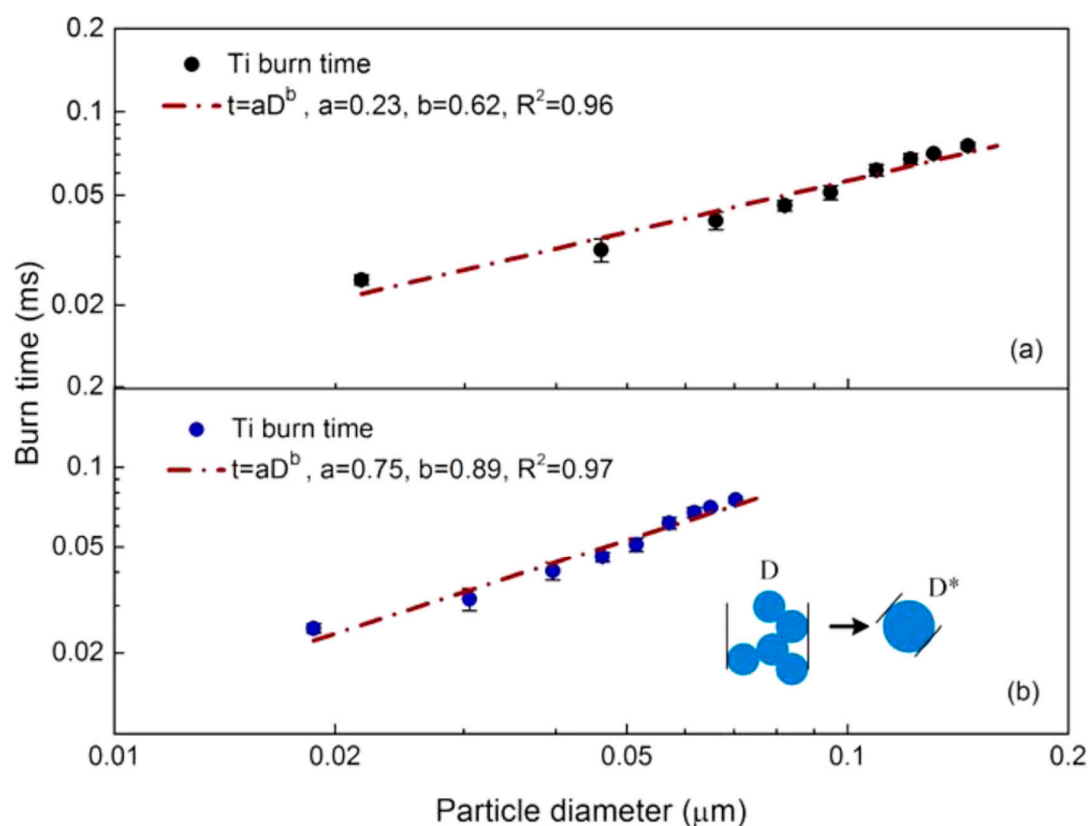 0.2
Ti burn time
t=aD^b , a=0.23, b=0.62, R²=0.96
0.1
0.05
0.02
(a)
0.2
Burn time (ms)
Ti burn time
t=aD^b , a=0.75, b=0.89, R²=0.97
0.1
0.05
D
D*
0.02
(b)
0.01 0.02 0.05 0.1 0.2
Particle diameter (μm)